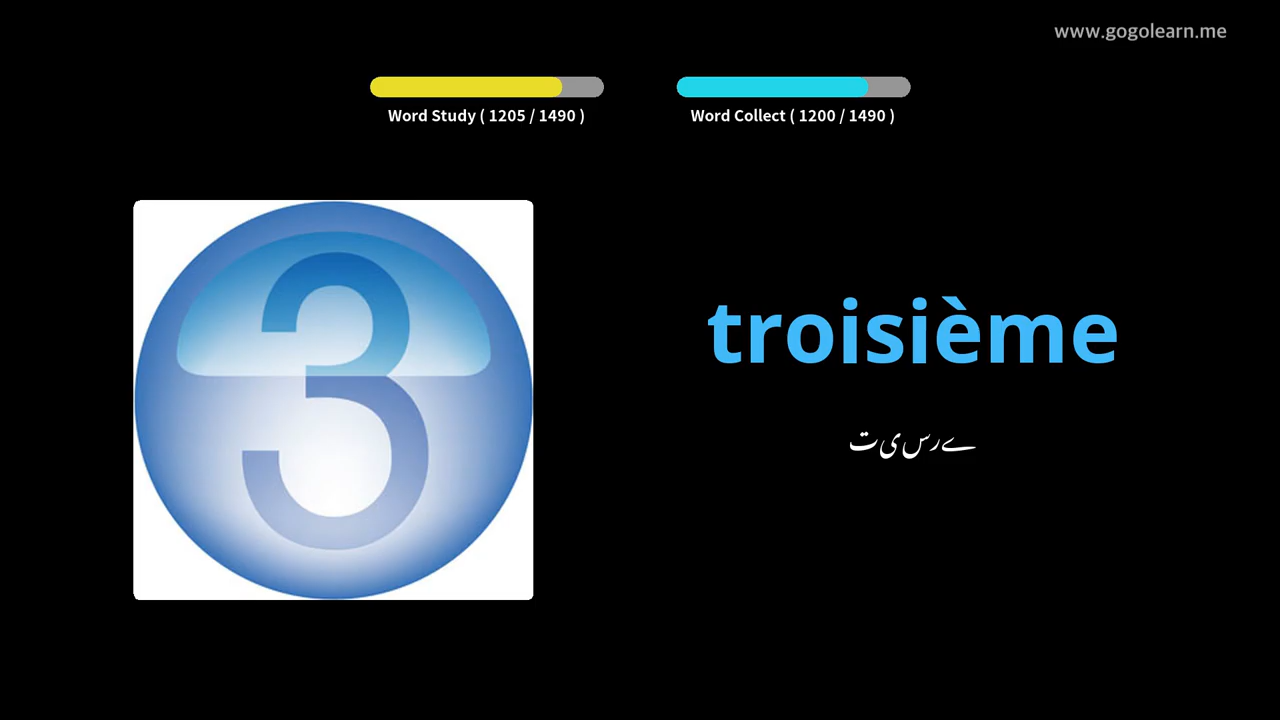 www.gogolearn.me
Word Study ( 1205 / 1490 )
Word Collect ( 1200 / 1490 )
3
troisième
تیسرے